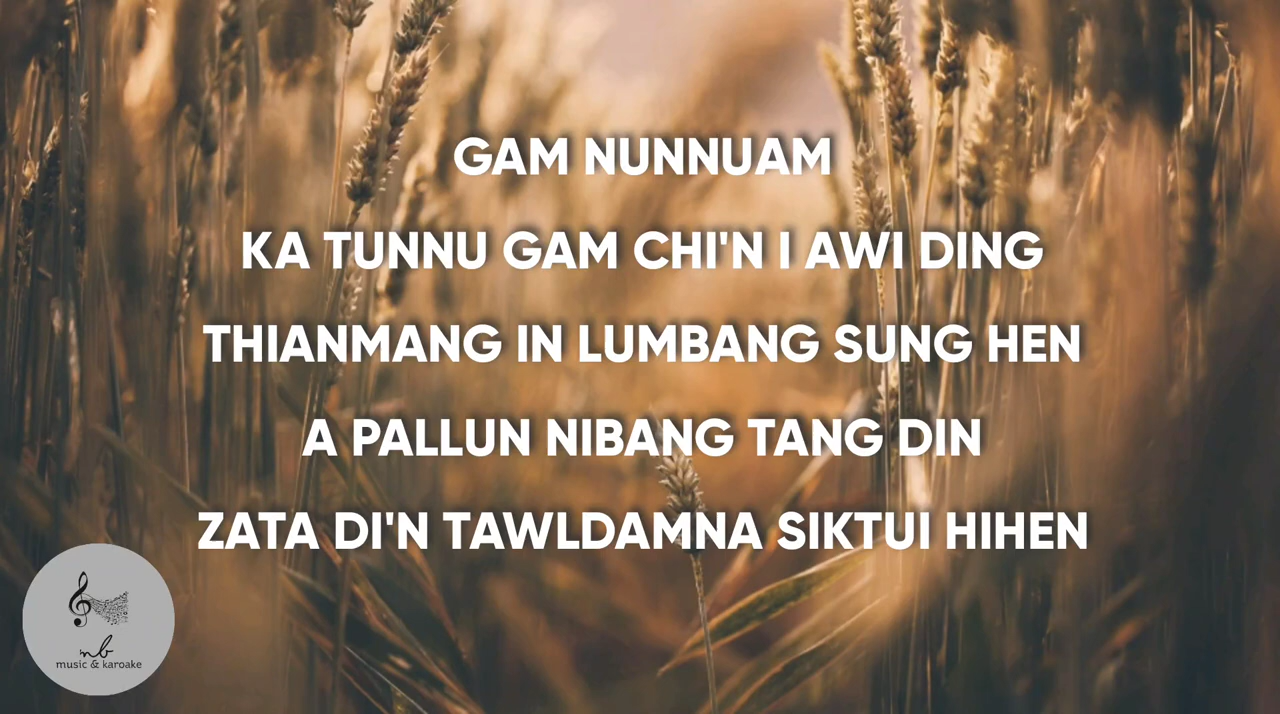 GAM NUNNUAM
KA TUNNU GAM CHI'N I AWI DING
THIANMANG IN LUMBANG SUNG HEN
A PALLUN NIBANG TANG DIN
ZATA DI'N TAWLDAMNA SIKTUI HIHEN
nb
music & karoake